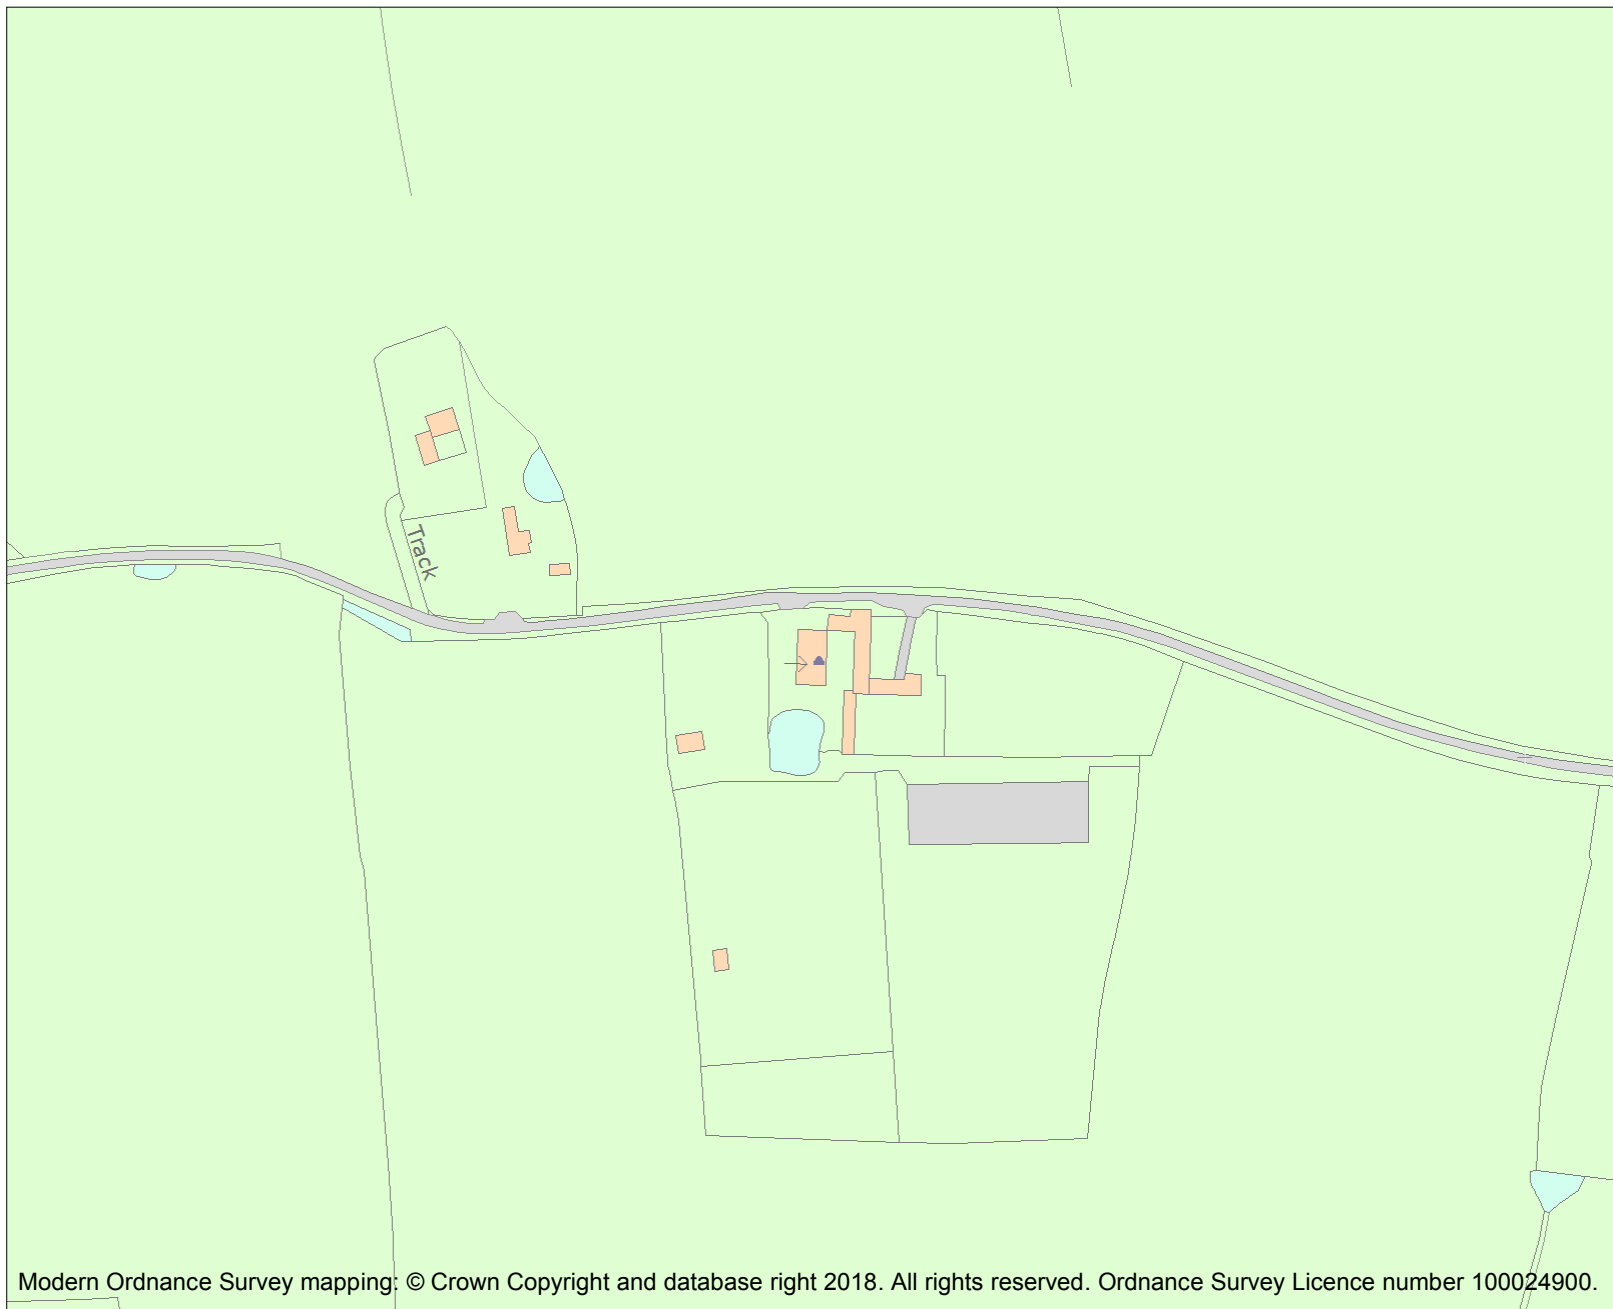 Track
Modern Ordnance Survey mapping: © Crown Copyright and database right 2018. All rights reserved. Ordnance Survey Licence number 100024900.